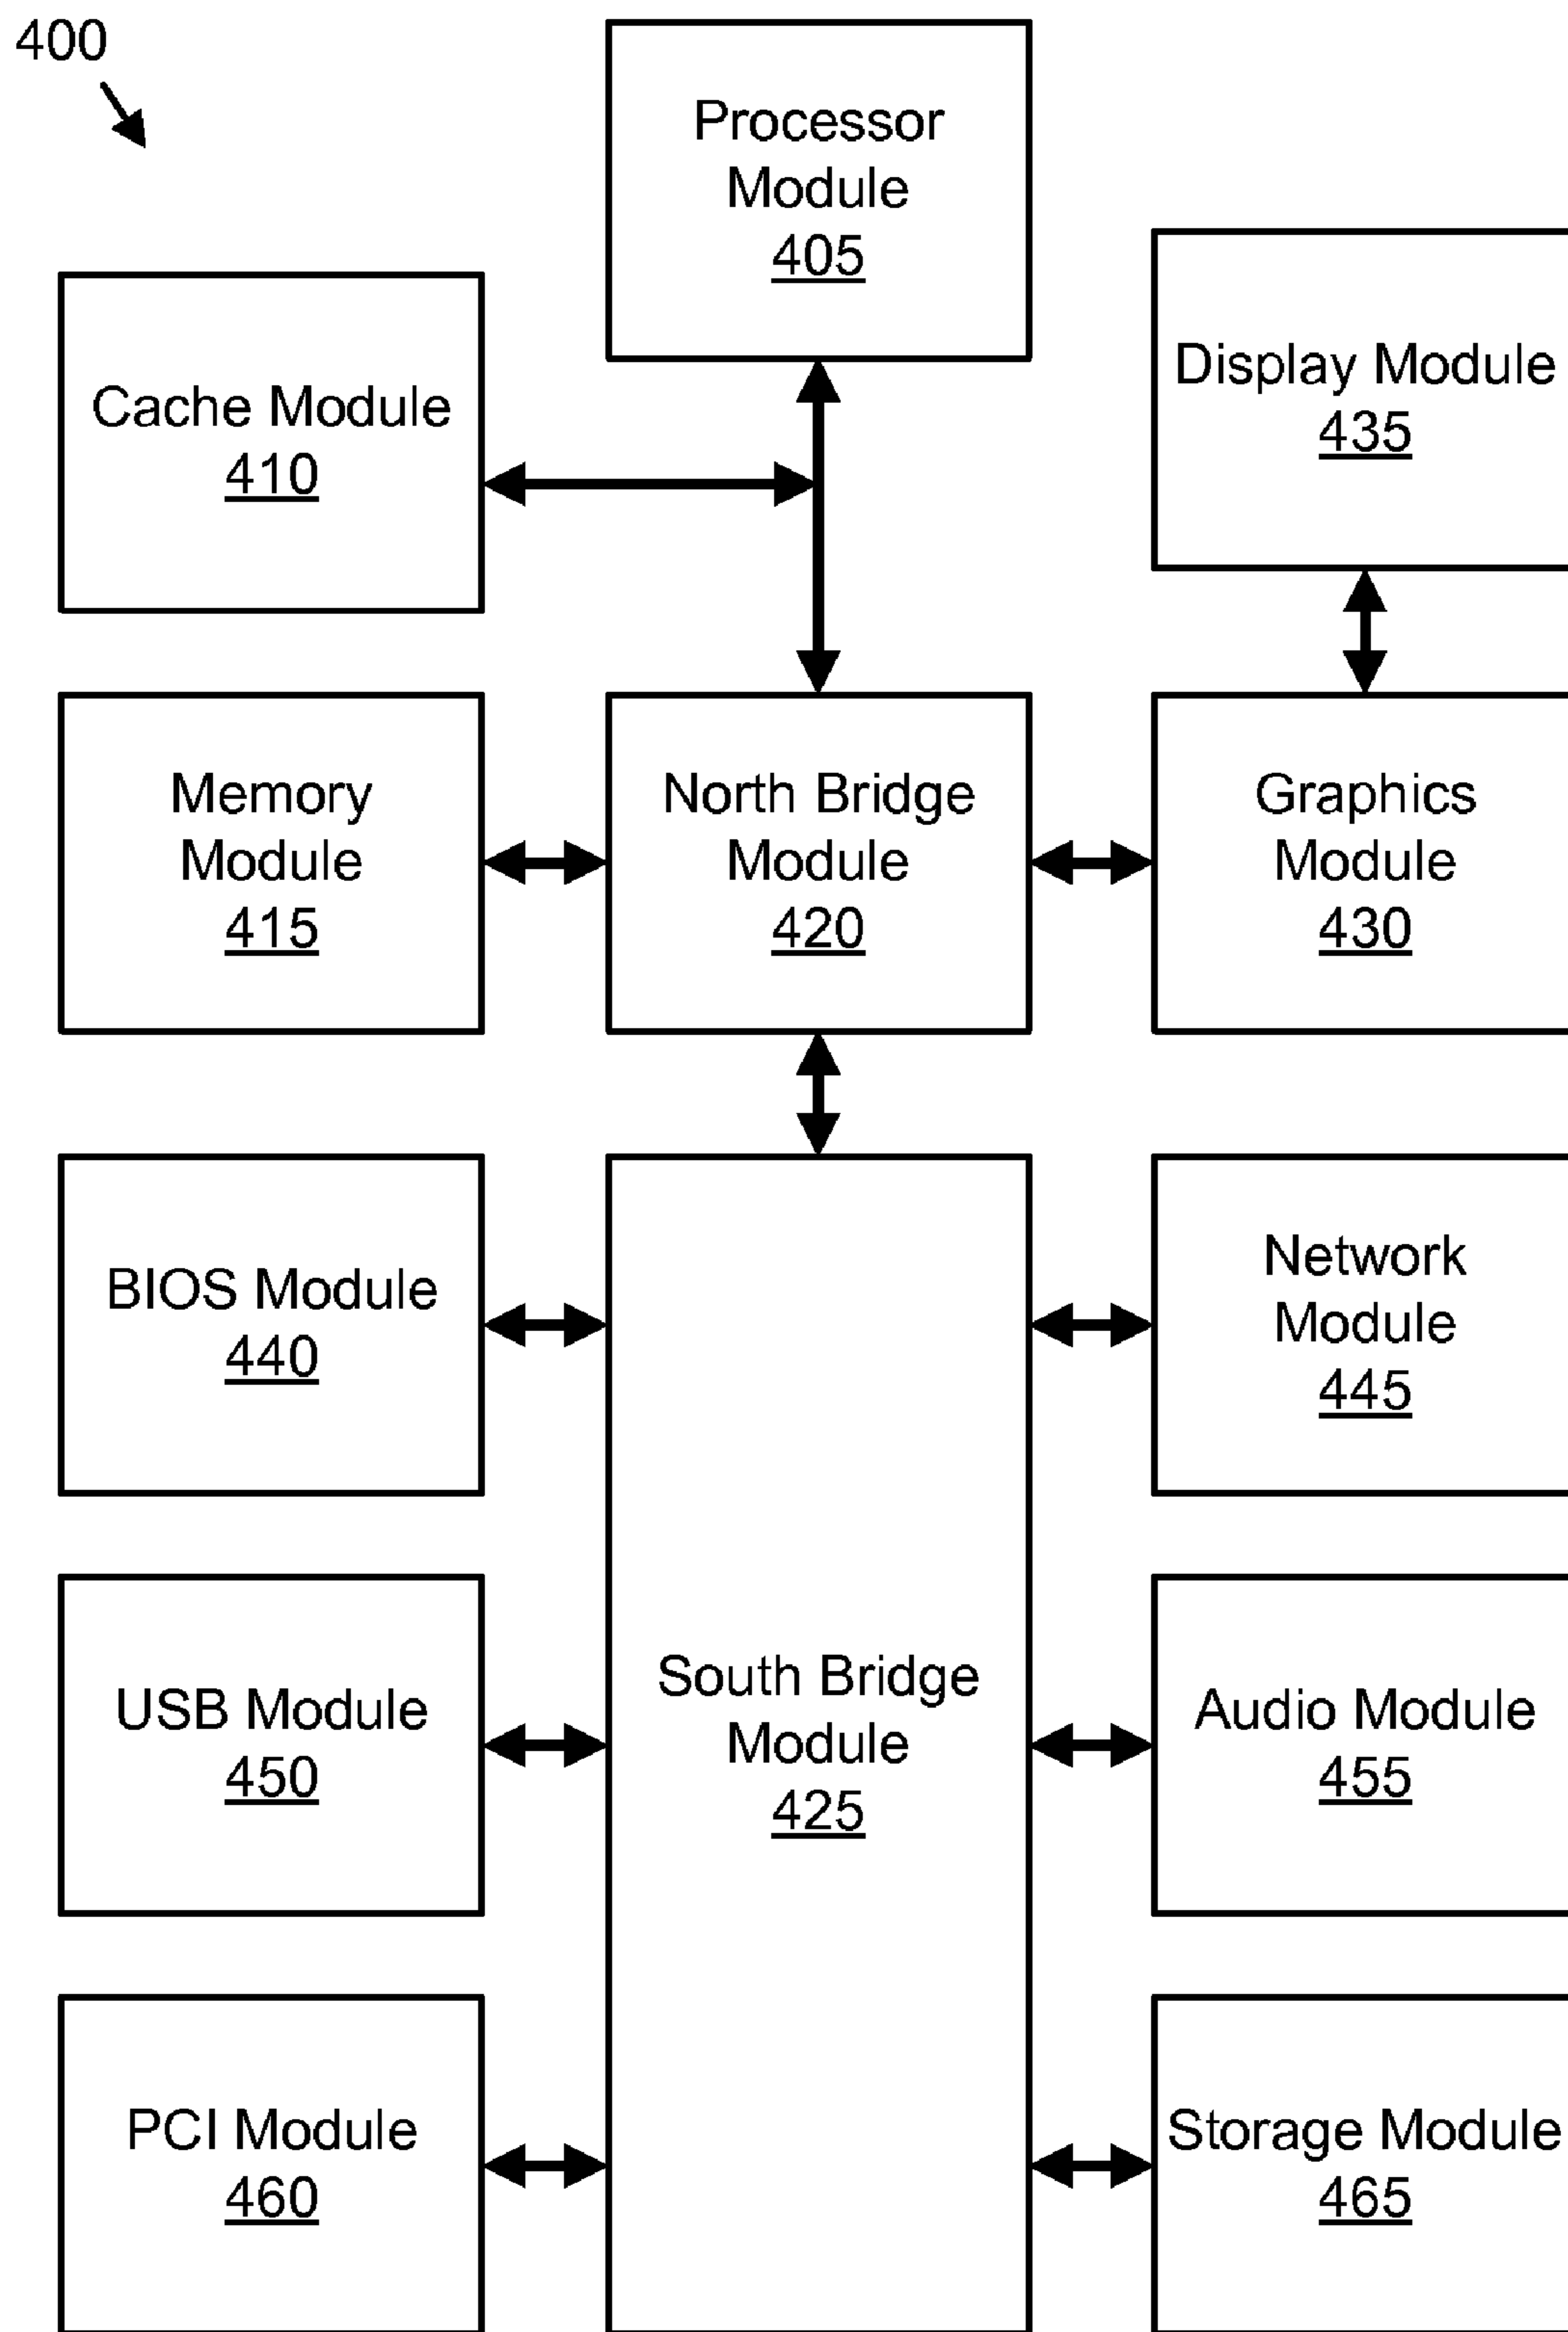 400
Processor
Module
405
Cache Module
410
Display Module
435
Memory
Module
415
North Bridge
Module
420
Graphics
Module
430
BIOS Module
440
Network
Module
445
USB Module
450
South Bridge
Module
425
Audio Module
455
PCI Module
460
Storage Module
465